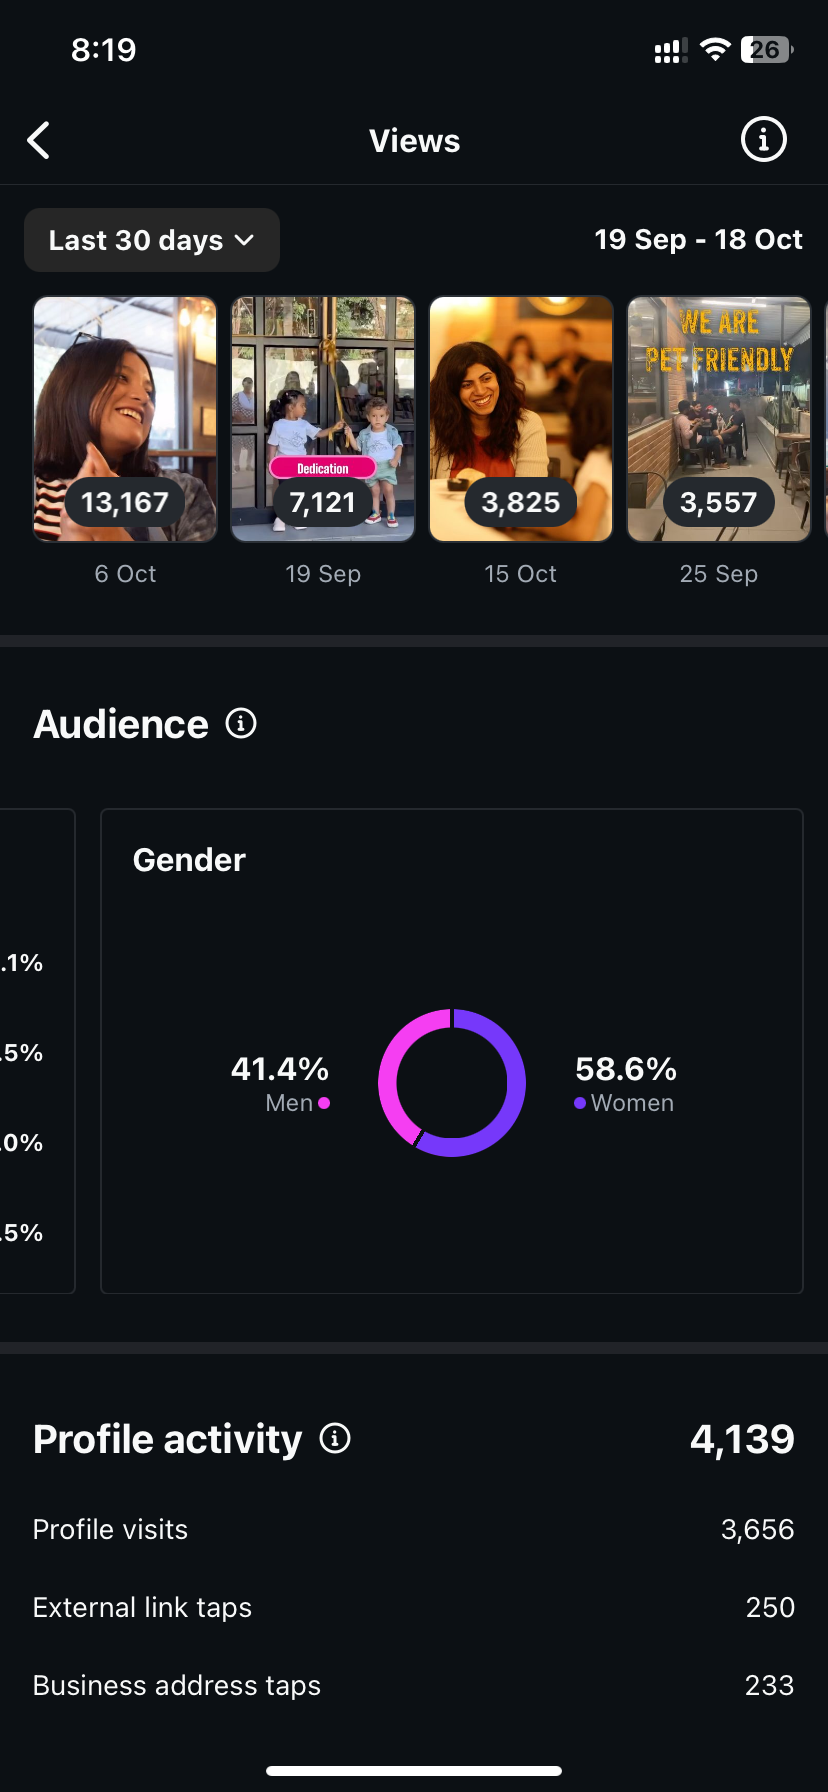 8:19
26
Views
Last 30 days
19 Sep - 18 Oct
WE ARE
PET FRIENDLY
Dedication
13,167
7,121
3,825
3,557
6 Oct
19 Sep
15 Oct
25 Sep
Audience
Gender
.1%
.5%
.0%
.5%
41.4%
Men
58.6%
Women
Profile activity
4,139
Profile visits
3,656
External link taps
250
Business address taps
233